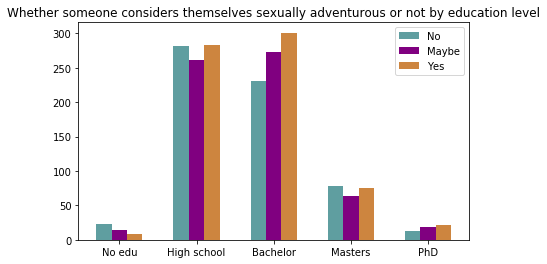 Whether someone considers themselves sexually adventurous or not by education level
300
250
200
150
100
50
0
No
Maybe
Yes
No edu High school Bachelor Masters PhD